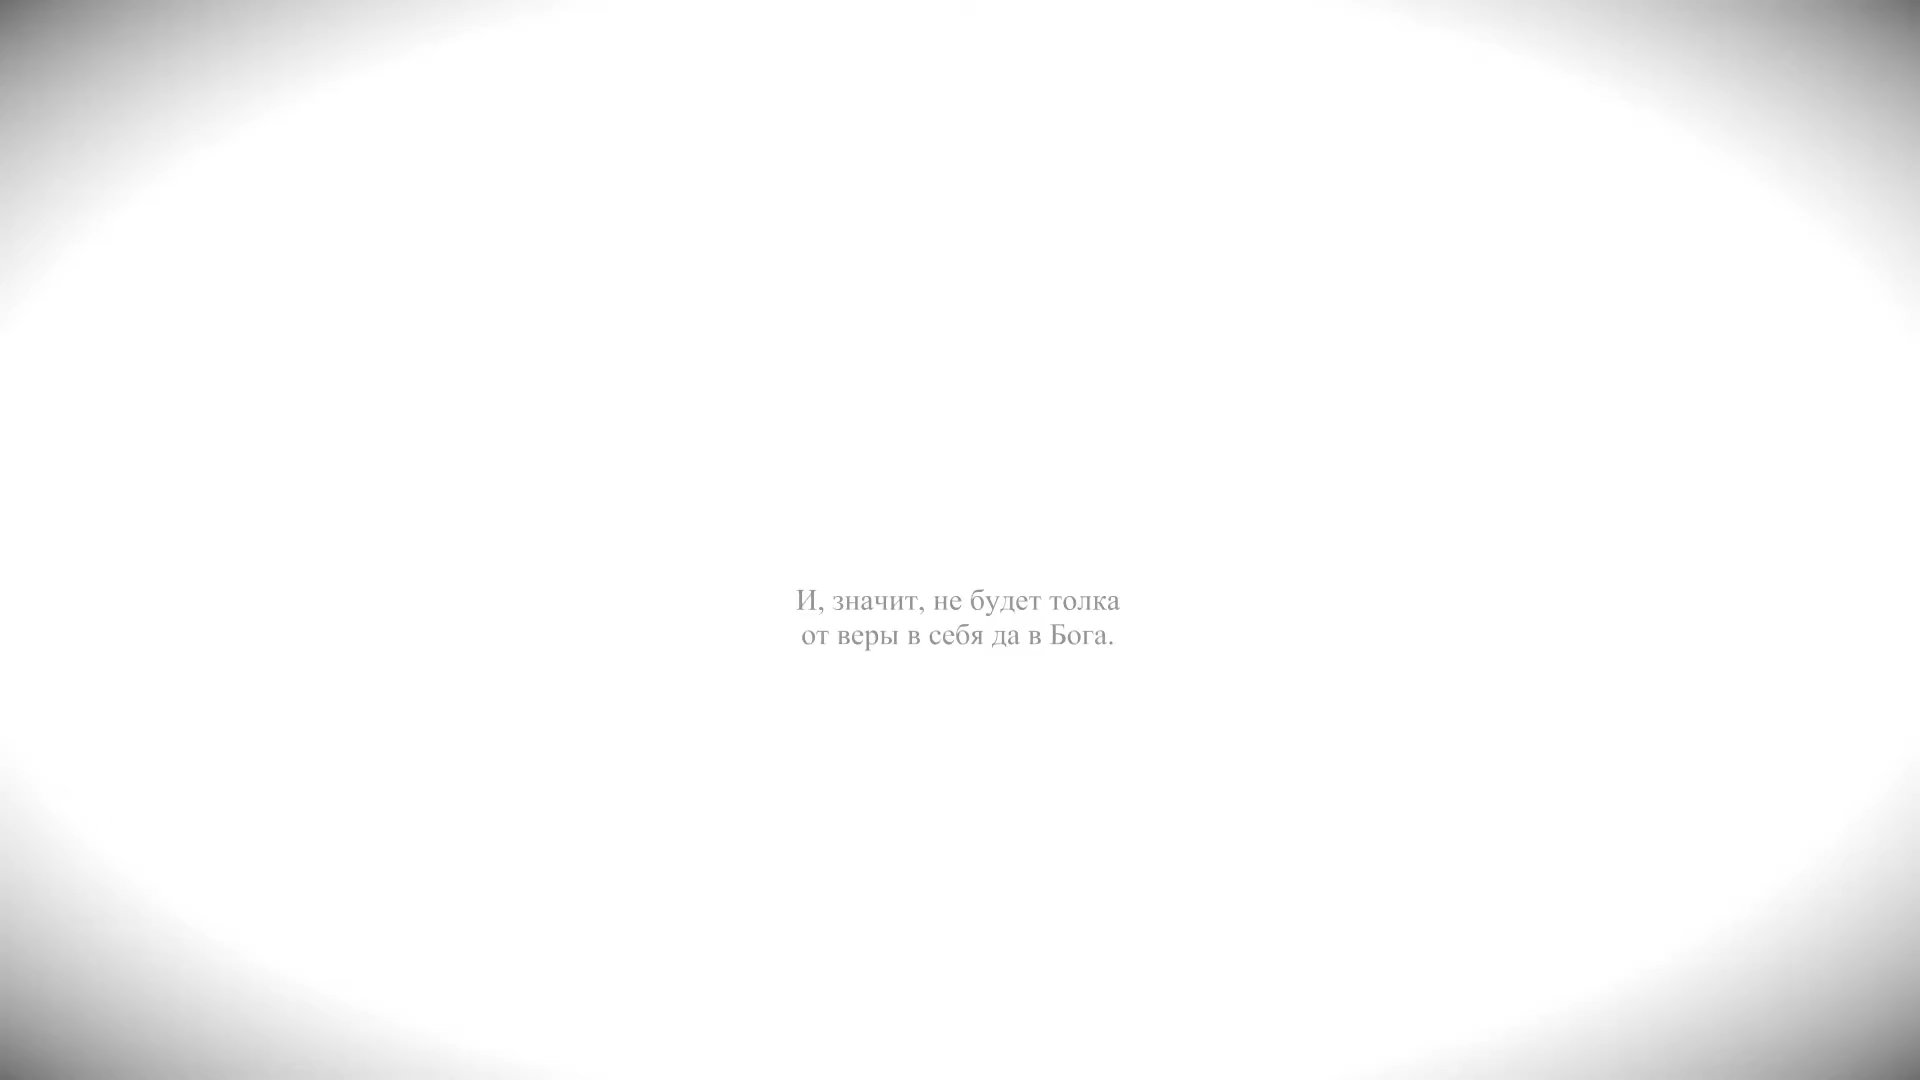 И, значит, не будет толка
от веры в себя да в Бога.